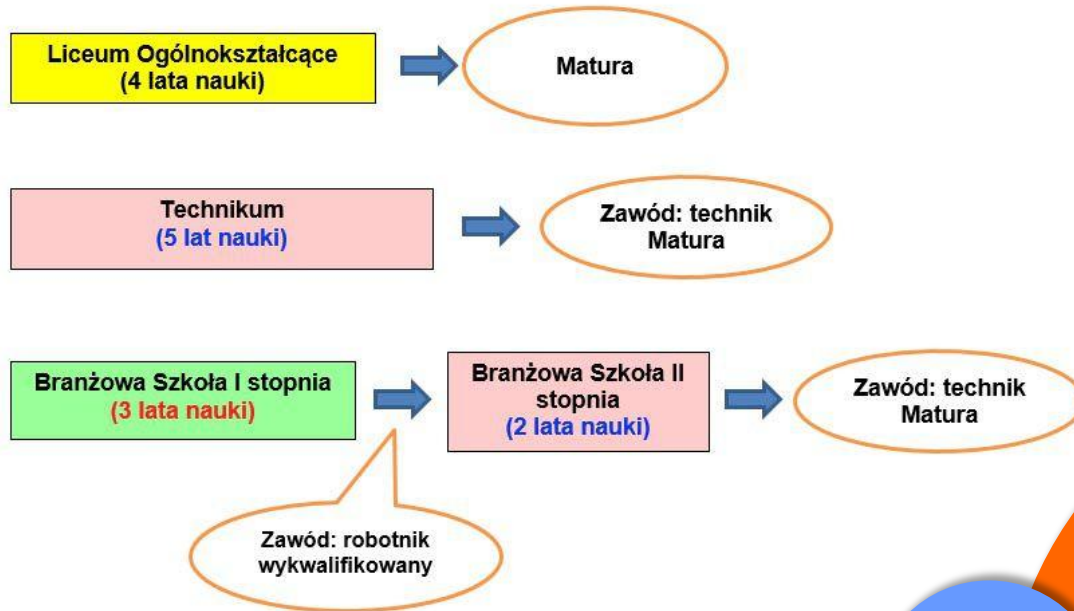 Liceum Ogólnokształcące
(4 lata nauki)
Matura
Technikum
(5 lat nauki)
Zawód: technik
Matura
Branżowa Szkoła I stopnia
(3 lata nauki)
Branżowa Szkoła II
stopnia
(2 lata nauki)
Zawód: technik
Matura
Zawód: robotnik
wykwalifikowany